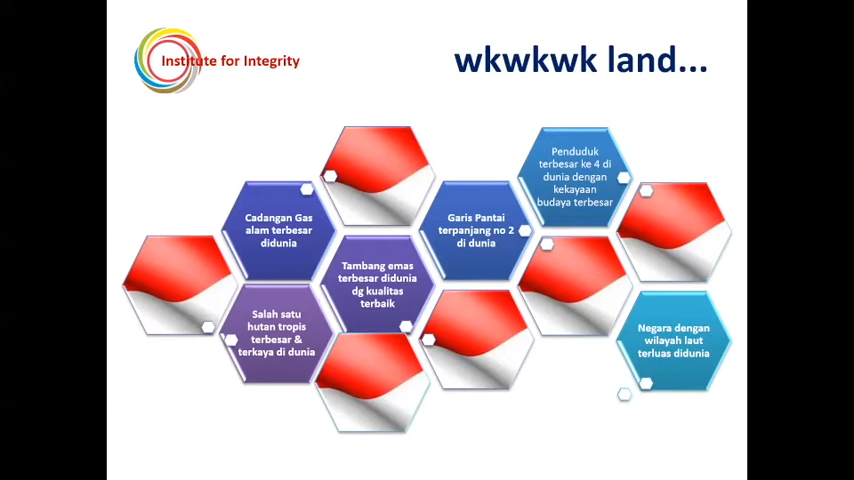 Institute for Integrity
wkwkwk land...
Penduduk
terbesar ke 4 di
dunia dengan
kekayaan
budaya terbesar
Cadangan Gas
alam terbesar
didunia
Garis Pantai
terpanjang no 2
di dunia
Tambang emas
terbesar didunia
dg kualitas
terbaik
Salah satu
hutan tropis
terbesar &
terkaya di dunia
Negara dengan
wilayah laut
terluas didunia